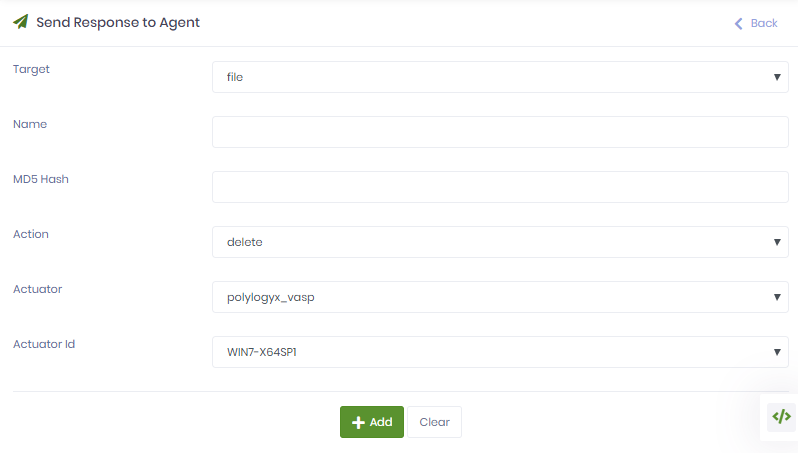 Send Response to Agent
Back
Target
file
Name
MD5 Hash
Action
delete
Actuator
polylogyx_vasp
Actuator Id
WIN7-X64SP1
Add
Clear